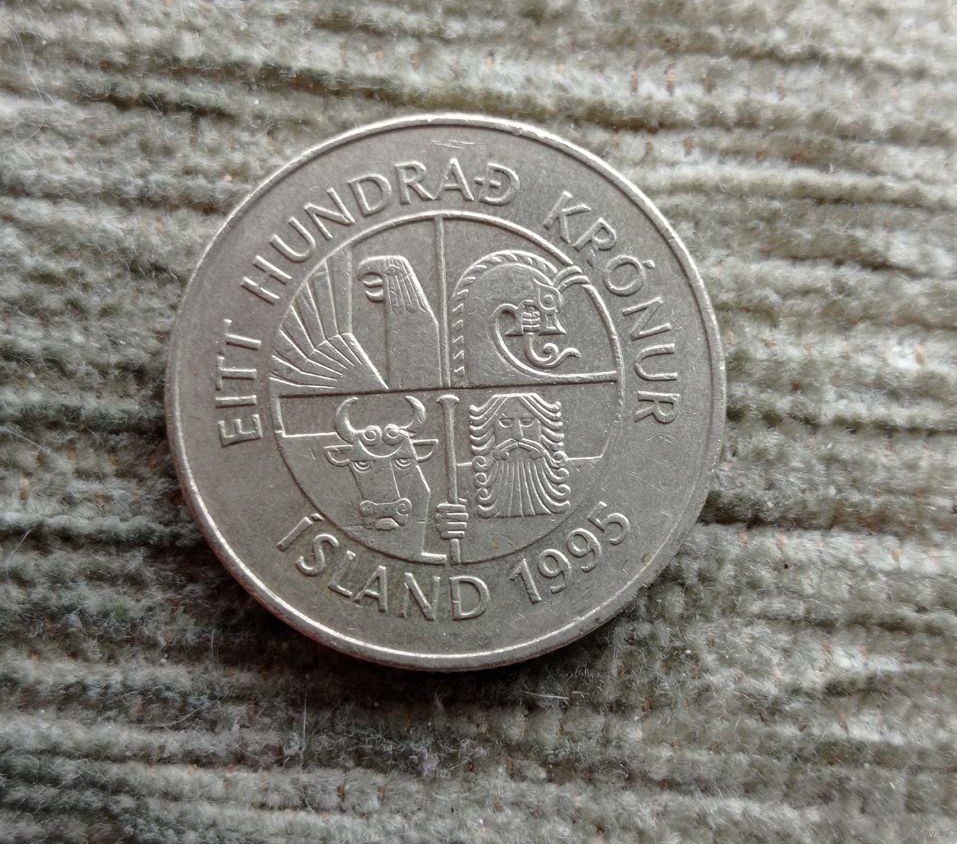 EITT HUNDRAÐ KRÓNUR
ÍSLAND 1995